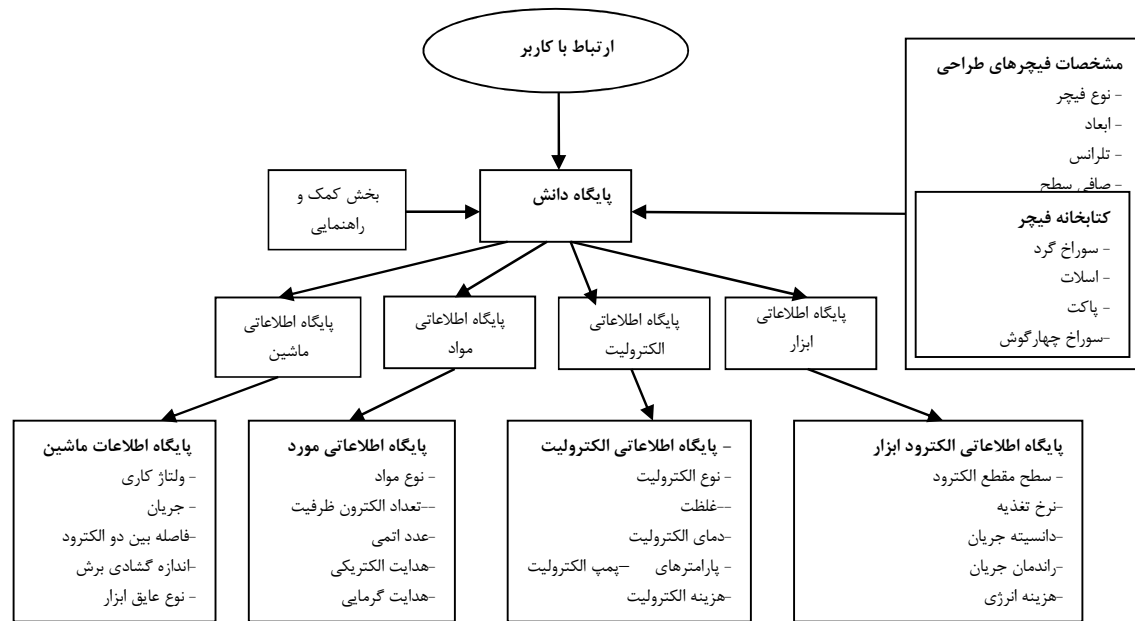 ارتباط با کاربر
مشخصات فیچرهای طراحی
- نوع فیچر
- ابعاد
- تلرانس
- صافی سطح
کتابخانه فیچر
- سوراخ گرد
- اسلات
- پاکت
-سوراخ چهارگوش
پایگاه دانش
بخش کمک و
راهنمایی
پایگاه اطلاعاتی
ابزار
پایگاه اطلاعاتی
الکترولیت
پایگاه اطلاعاتی
مواد
پایگاه اطلاعاتی
ماشین
پایگاه اطلاعاتی الکترود ابزار
- سطح مقطع الکترود
-نرخ تغذیه
-دانسیته جریان
-راندمان جریان
-هزینه انرژی
- پایگاه اطلاعاتی الکترولیت
- نوع الکترولیت
--غلظت
-دمای الکترولیت
- پارامترهای –پمپ الکترولیت
-هزینه الکترولیت
پایگاه اطلاعاتی مورد
- نوع مواد
--تعداد الکترون ظرفیت
-عدد اتمی
-هدایت الکتریکی
-هدایت گرمایی
پایگاه اطلاعات ماشین
- ولتاژ کاری
- جریان
-فاصله بین دو الکترود
-اندازه گشادی برش
- نوع عایق ابزار